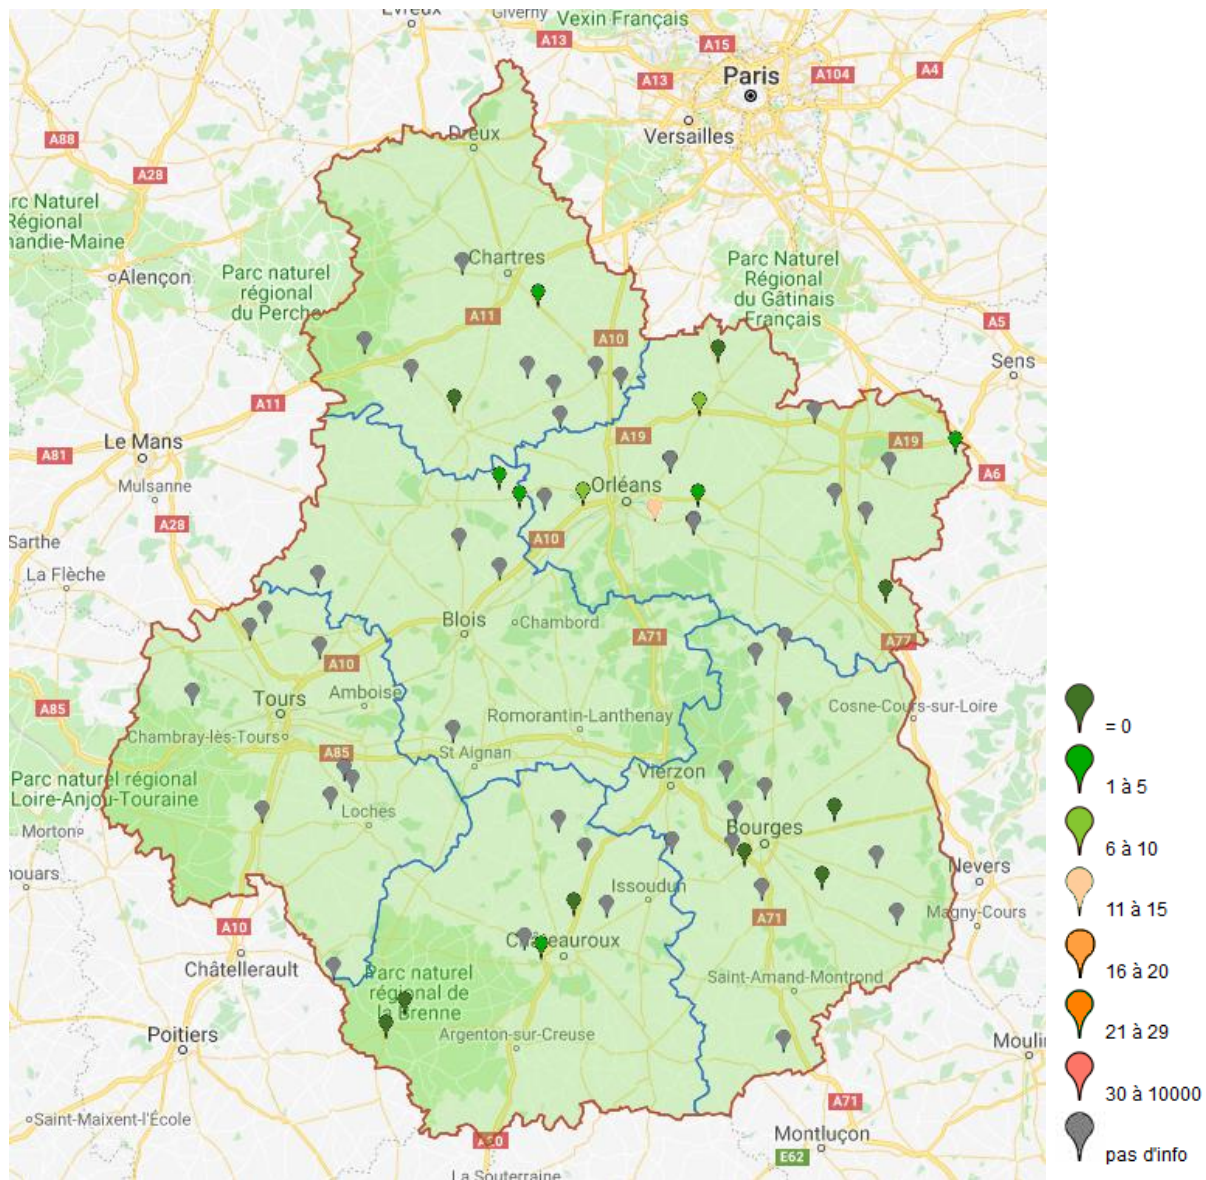 Evreux
Giverny
Vexin Français
A13
A15
A13
Paris
A104
A4
Versailles
A88
A28
Dreux
rc Naturel
Régional
nandie-Maine
Alençon
Parc naturel
régional
du Perche
Chartres
Parc Naturel
Régional
du Gâtinais
Français
A11
A10
A5
Sens
A11
Le Mans
A81
Mulsanne
A19
A19
A6
Orléans
A28
A10
Sarthe
La Flèche
Blois
Chambord
A71
A77
A10
Tours
Amboise
A85
Romorantin-Lanthenay
Cosne-Cours-sur-Loire
Chambray-lès-Tours
A85
St Aignan
Vierzon
Parc naturel régional
Loire-Anjou-Touraine
Loches
Morton
Bourges
Nevers
ouars
Issoudun
Magny-Cours
A10
A71
Châteauroux
Châtellerault
Parc naturel
régional de
la Brenne
Saint-Amand-Montrond
Poitiers
Argenton-sur-Creuse
Moulin
A71
Saint-Maixent-l'École
A20
Montluçon
E62
La Souterraine
= 0
1 à 5
6 à 10
11 à 15
16 à 20
21 à 29
30 à 10000
pas d'info